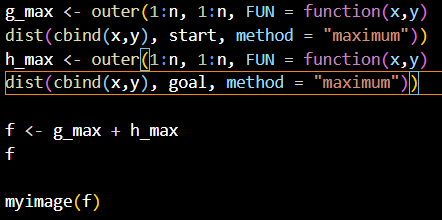 g_max <- outer(1:n, 1:n, FUN = function(x,y)
dist(cbind(x,y), start, method = "maximum"))
h_max <- outer(1:n, 1:n, FUN = function(x,y)
dist(cbind(x,y), goal, method = "maximum"))
f <- g_max + h_max
f
myimage(f)